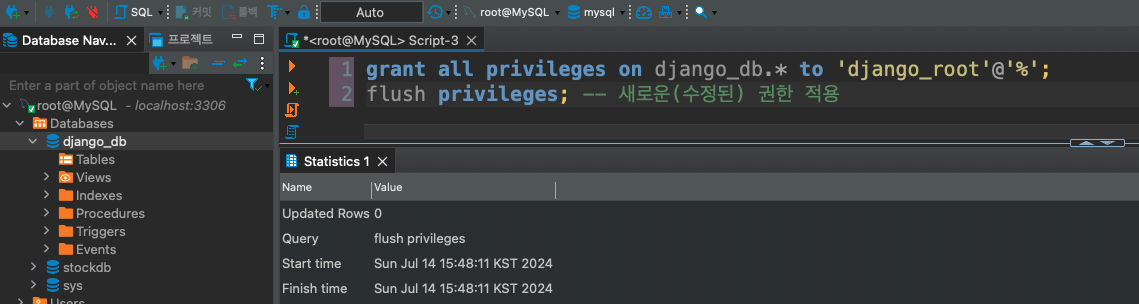 SQL 커밋 롤백 Auto root@MySQL mysql
Database Nav... 프로젝트
*<root@MySQL> Script-3
Enter a part of object name here
root@MySQL - localhost:3306
Databases
django_db
Tables
Views
Indexes
Procedures
Triggers
Events
stockdb
sys
Users
1 grant all privileges on django_db.* to 'django_root'@'%';
2 flush privileges; -- 새로운(수정된) 권한 적용
Statistics 1
Name Value
Updated Rows 0
Query flush privileges
Start time Sun Jul 14 15:48:11 KST 2024
Finish time Sun Jul 14 15:48:11 KST 2024